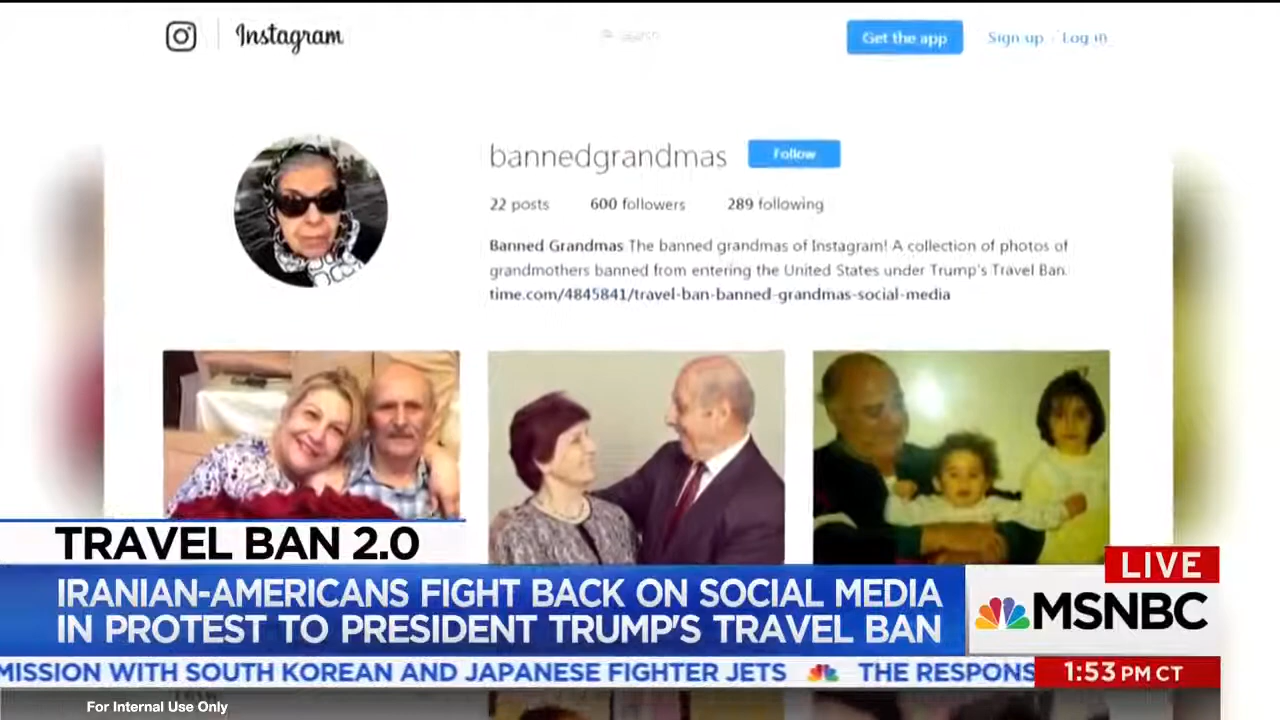 Instagram
search
Get the app
Sign up
Log in
bannedgrandmas
Follow
22 posts
600 followers
289 following
Banned Grandmas The banned grandmas of Instagram! A collection of photos of
grandmothers banned from entering the United States under Trump's Travel Ban.
time.com/4845841/travel-ban-banned-grandmas-social-media
TRAVEL BAN 2.0
IRANIAN-AMERICANS FIGHT BACK ON SOCIAL MEDIA
IN PROTEST TO PRESIDENT TRUMP'S TRAVEL BAN
LIVE
MSNBC
MISSION WITH SOUTH KOREAN AND JAPANESE FIGHTER JETS THE RESPONS
1:53 PM CT
For Internal Use Only